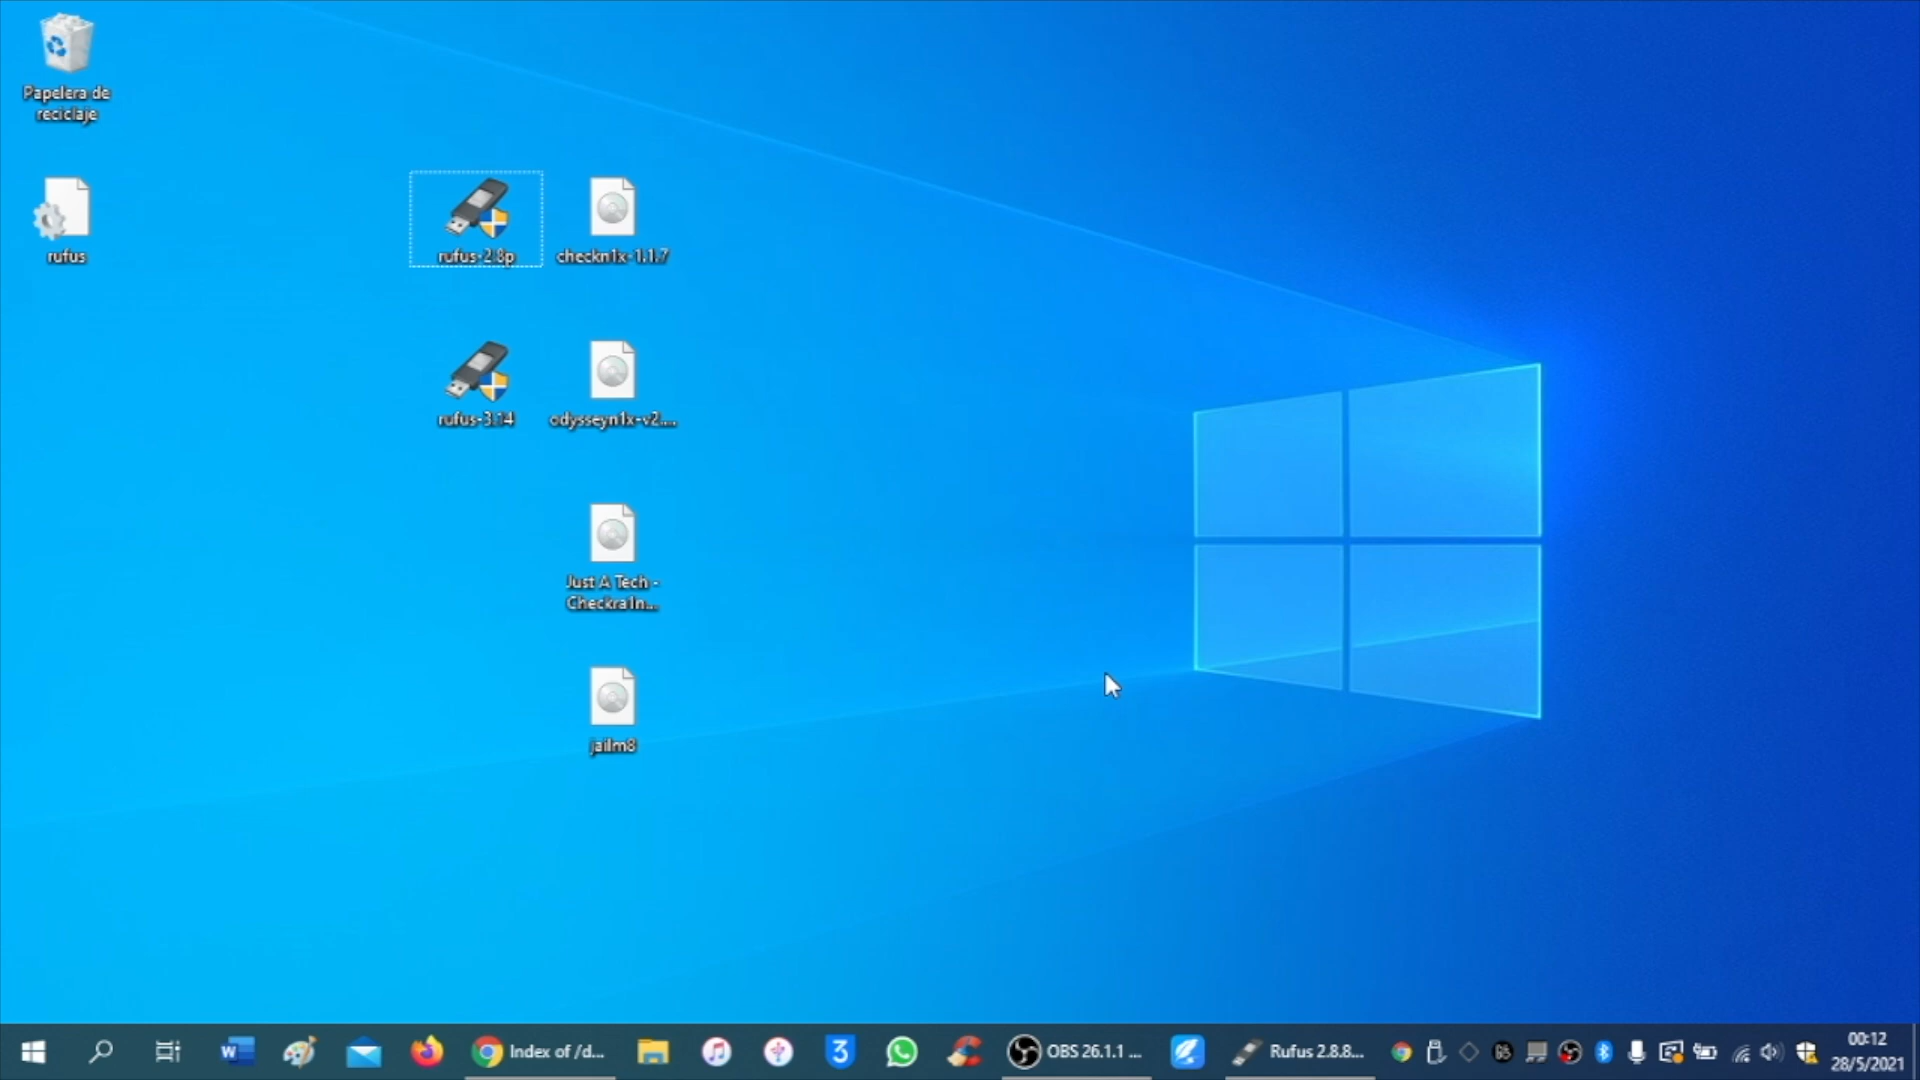 Papelera de
reciclaje
rufus
rufus-2.8p
checkn1x-1.1.7
rufus-3.14
odysseyn1x-v2....
Just A Tech -
Checkra1n...
jailm8
Index of /d...
3
OBS 26.1.1 ...
Rufus 2.8.8...
00:12
28/5/2021